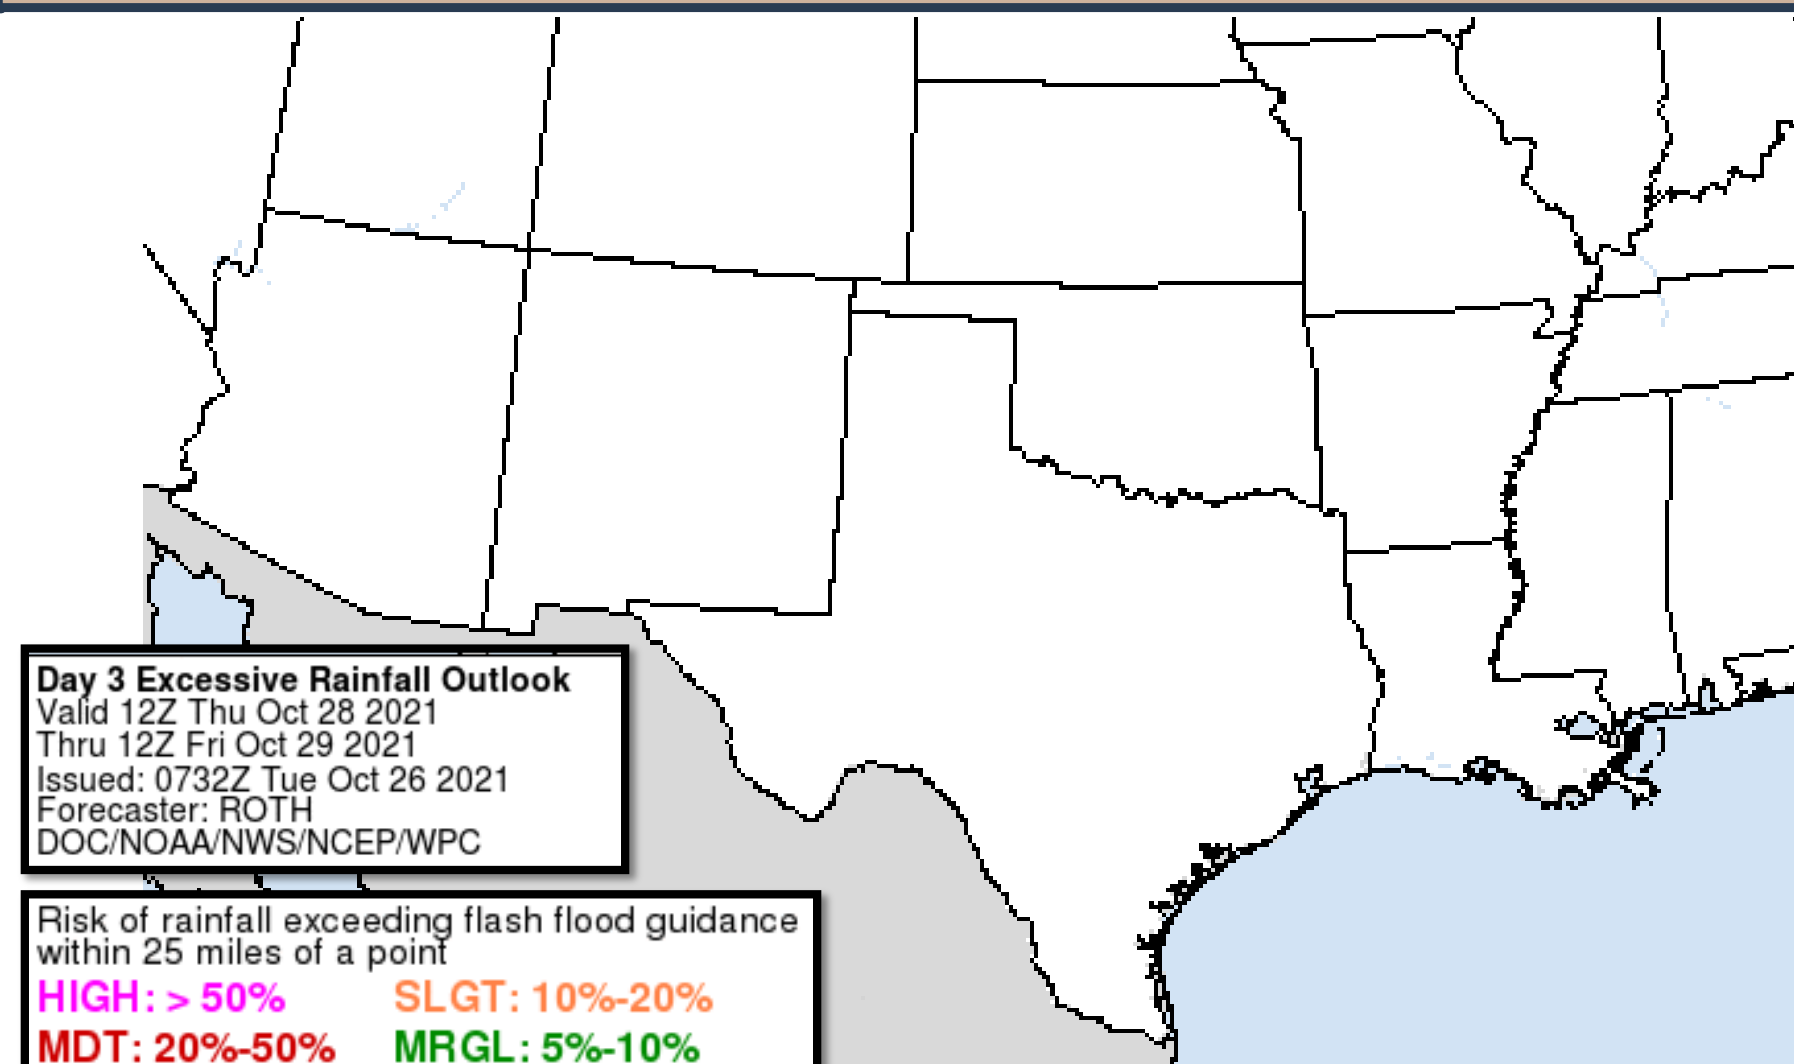 Day 3 Excessive Rainfall Outlook
Valid 12Z Thu Oct 28 2021
Thru 12Z Fri Oct 29 2021
Issued: 0732Z Tue Oct 26 2021
Forecaster: ROTH
DOC/NOAA/NWS/NCEP/WPC
Risk of rainfall exceeding flash flood guidance
within 25 miles of a point
HIGH: > 50% SLGT: 10%-20%
MDT: 20%-50% MRGL: 5%-10%